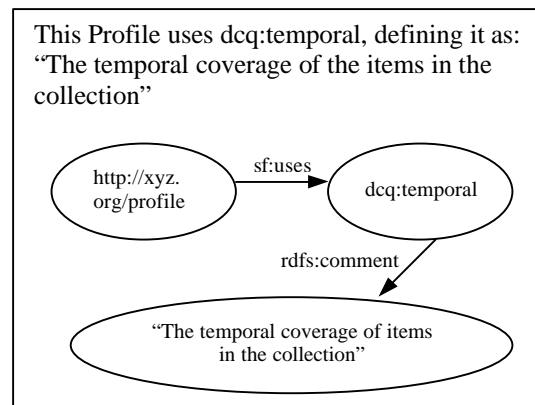 This Profile uses dcq:temporal, defining it as:
“The temporal coverage of the items in the
collection”
http://xyz.
org/profile
sf:uses
dcq:temporal
rdfs:comment
“The temporal coverage of items
in the collection”